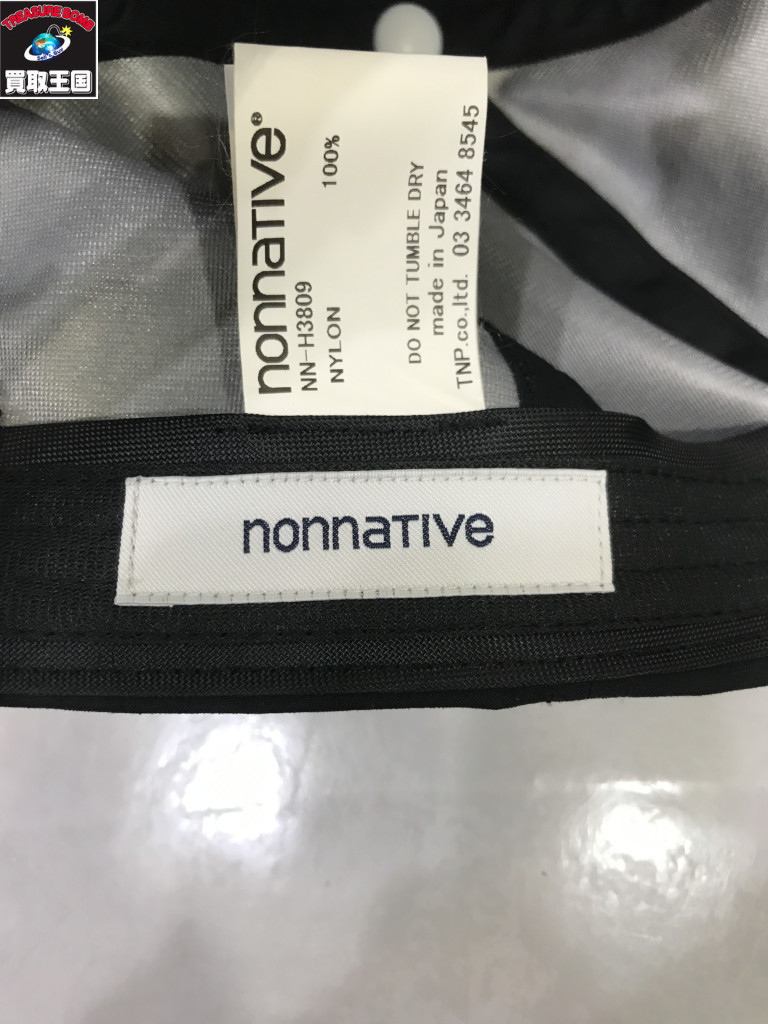 TREASURE BOMB
買取王国
nonnative®
NN-H3809
NYLON 100%
DO NOT TUMBLE DRY
made in Japan
TNP.co.,ltd. 03 3464 8545
nonnative